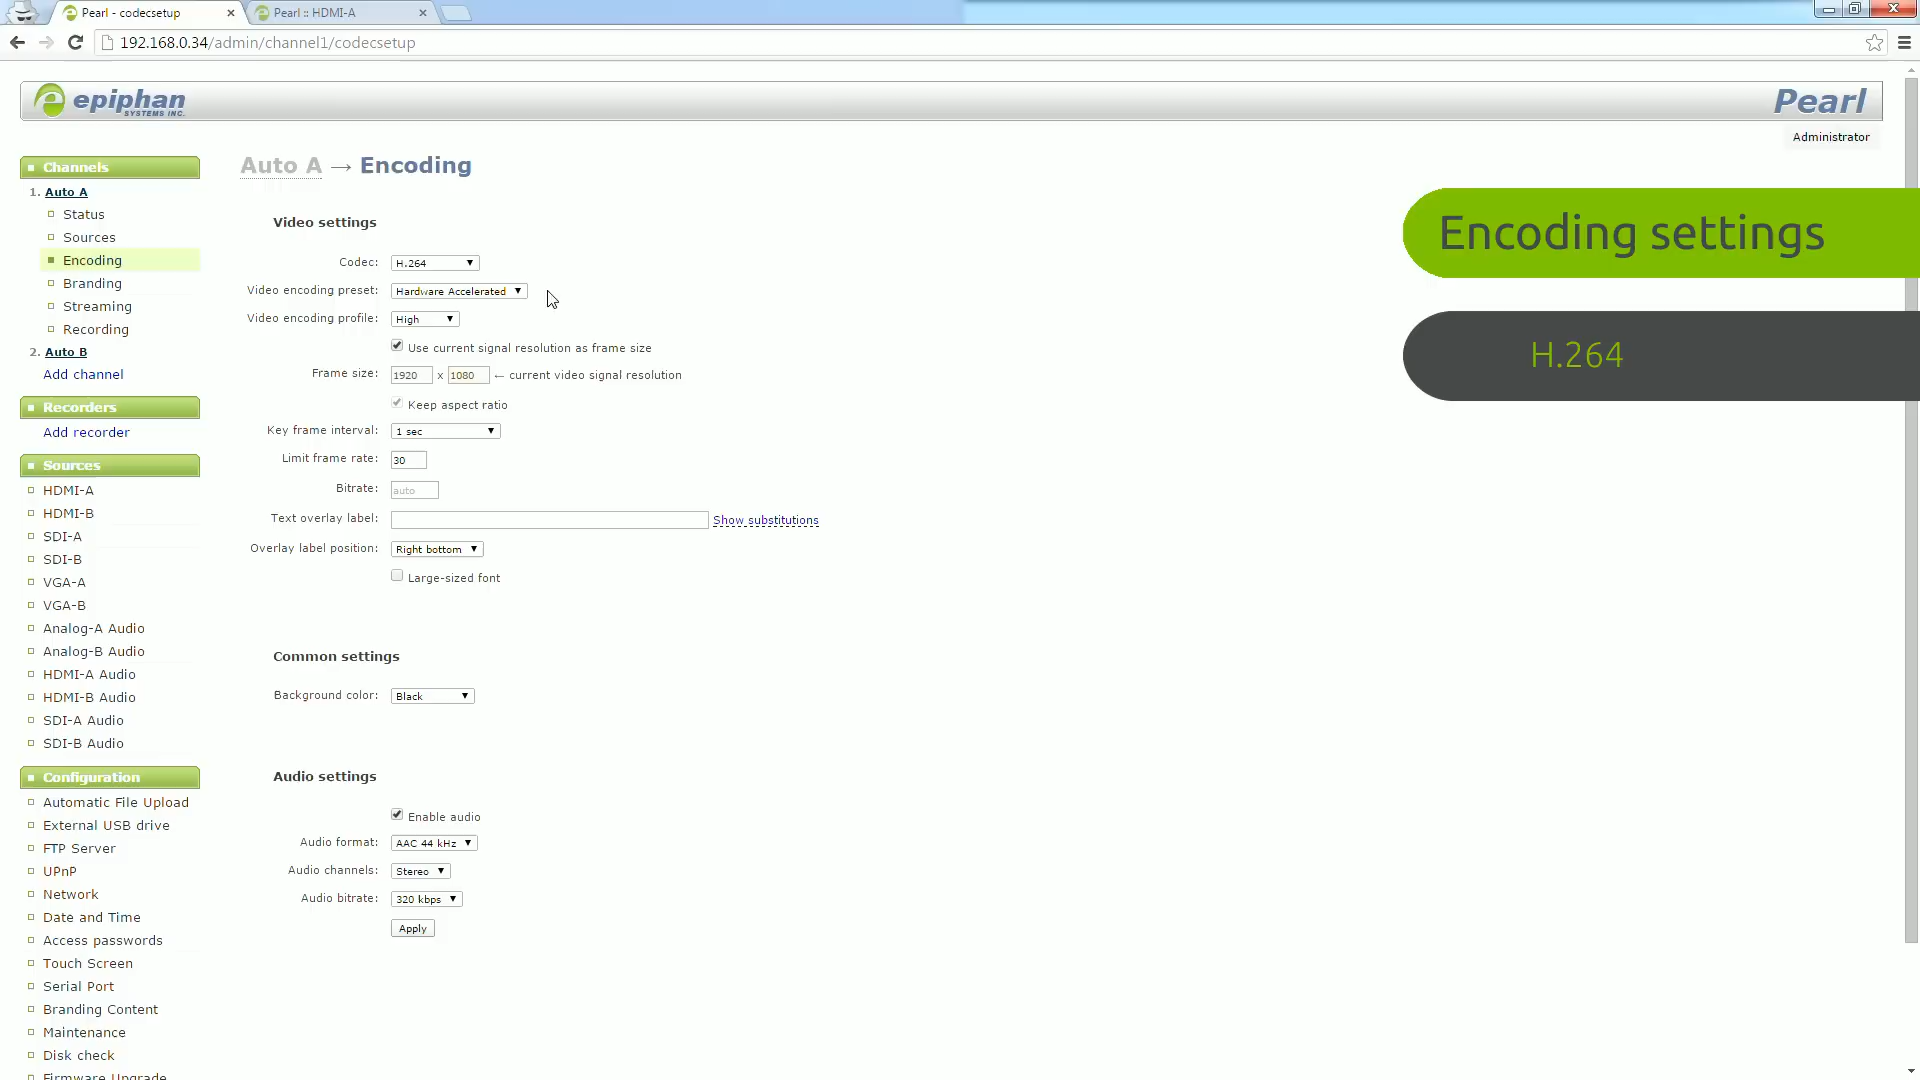 Pearl - codecsetup
Pearl :: HDMI-A
192.168.0.34/admin/channel1/codecsetup
epiphan
SYSTEMS INC.
Pearl
Administrator
Channels
1. Auto A
Status
Sources
Encoding
Branding
Streaming
Recording
2. Auto B
Add channel
Recorders
Add recorder
Sources
HDMI-A
HDMI-B
SDI-A
SDI-B
VGA-A
VGA-B
Analog-A Audio
Analog-B Audio
HDMI-A Audio
HDMI-B Audio
SDI-A Audio
SDI-B Audio
Configuration
Automatic File Upload
External USB drive
FTP Server
UPnP
Network
Date and Time
Access passwords
Touch Screen
Serial Port
Branding Content
Maintenance
Disk check
Firmware Upgrade
Auto A → Encoding
Video settings
Codec: H.264
Video encoding preset: Hardware Accelerated
Video encoding profile: High
Use current signal resolution as frame size
Frame size: 1920 x 1080 ← current video signal resolution
Keep aspect ratio
Key frame interval: 1 sec
Limit frame rate: 30
Bitrate: auto
Text overlay label: Show substitutions
Overlay label position: Right bottom
Large-sized font
Common settings
Background color: Black
Audio settings
Enable audio
Audio format: AAC 44 kHz
Audio channels: Stereo
Audio bitrate: 320 kbps
Apply
Encoding settings
H.264